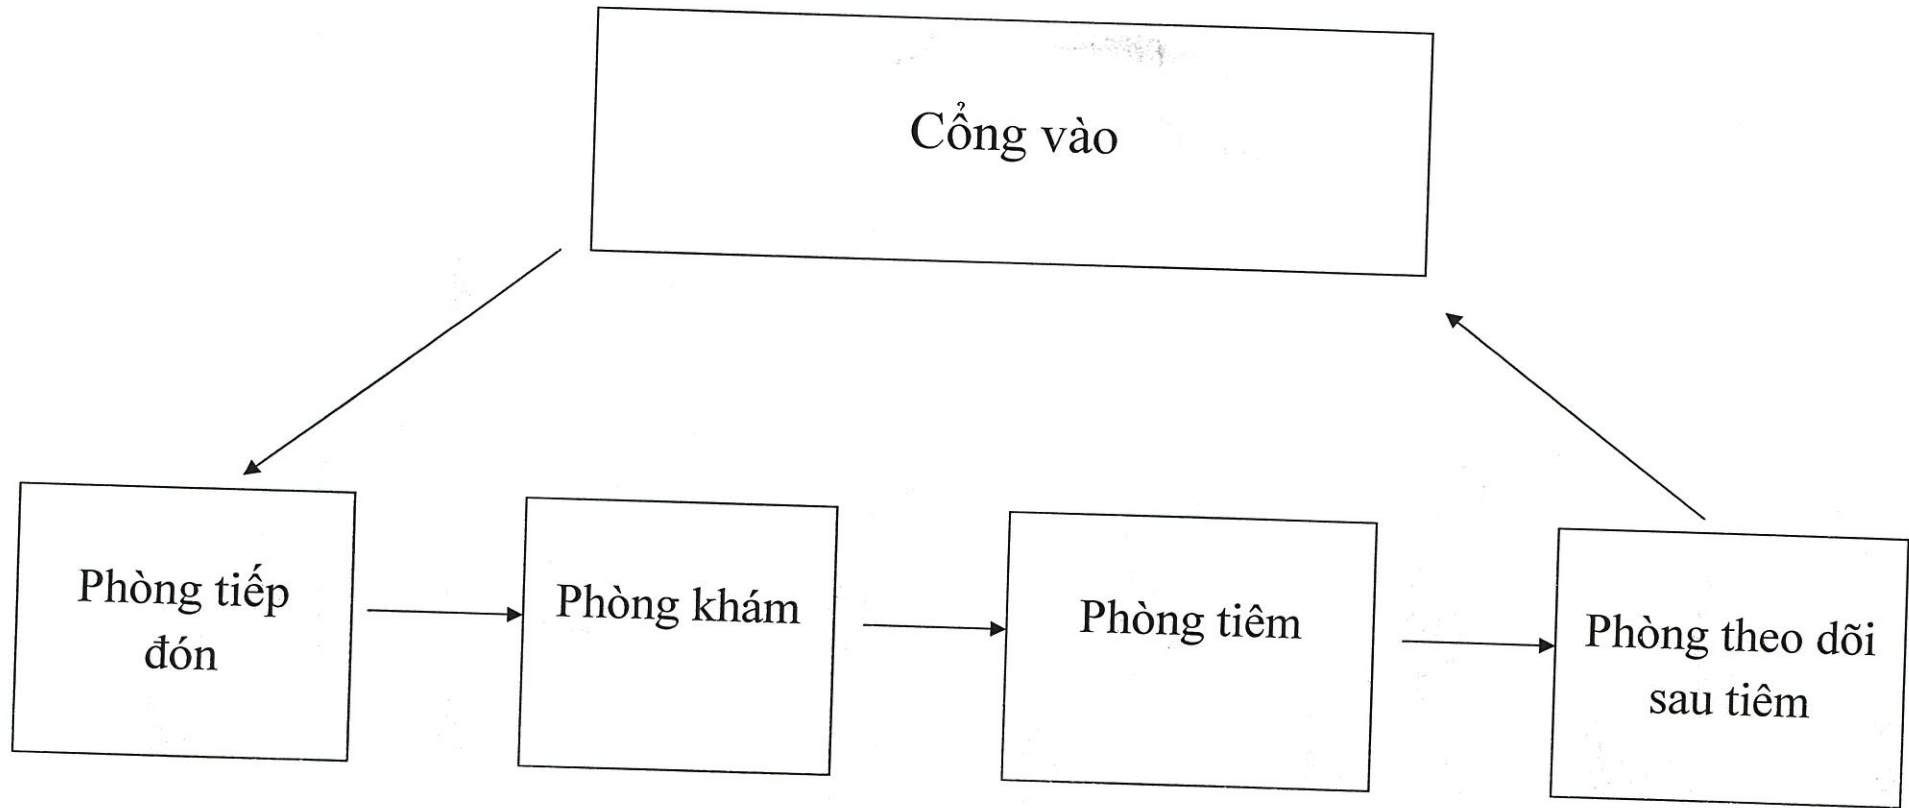 Cổng vào
Phòng tiếp
đón
Phòng khám
Phòng tiêm
Phòng theo dõi
sau tiêm